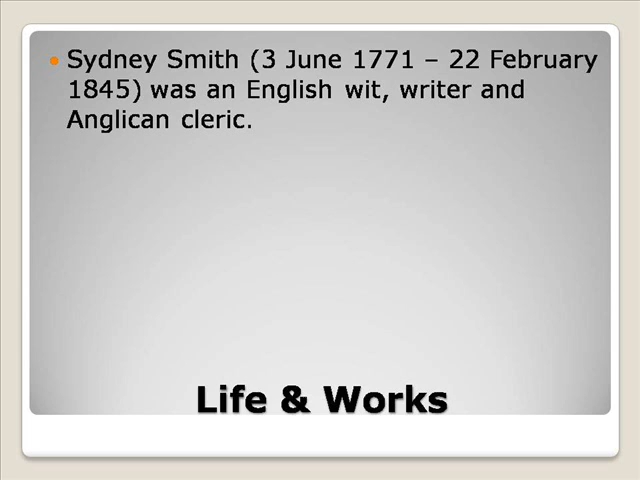 Sydney Smith (3 June 1771 – 22 February
1845) was an English wit, writer and
Anglican cleric.
Life & Works